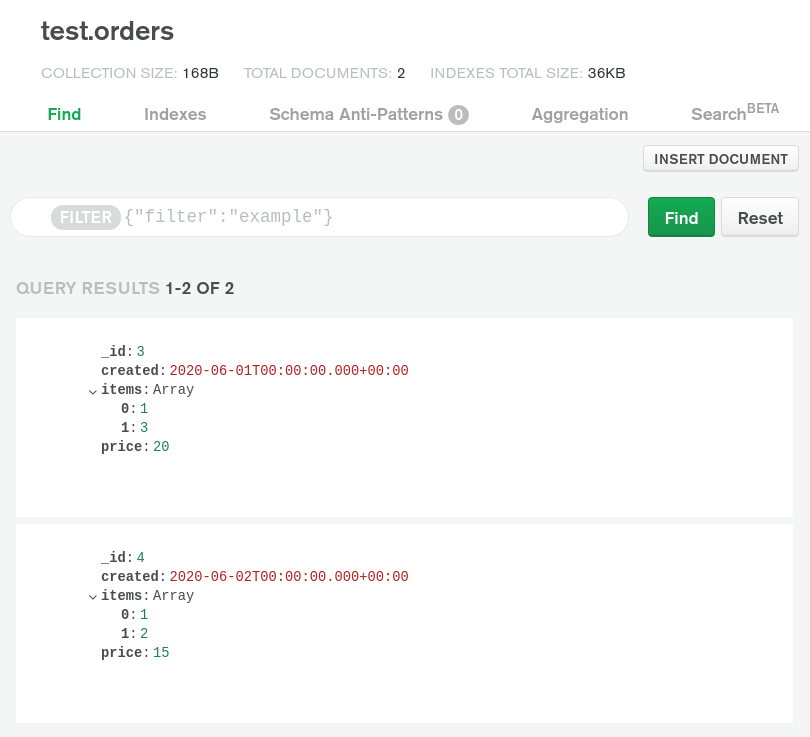 test.orders
COLLECTION SIZE: 168B TOTAL DOCUMENTS: 2 INDEXES TOTAL SIZE: 36KB
Find Indexes Schema Anti-Patterns 0 Aggregation SearchBETA
INSERT DOCUMENT
FILTER {"filter":"example"} Find Reset
QUERY RESULTS 1-2 OF 2
_id: 3
created: 2020-06-01T00:00:00.000+00:00
items: Array
0: 1
1: 3
price: 20
_id: 4
created: 2020-06-02T00:00:00.000+00:00
items: Array
0: 1
1: 2
price: 15